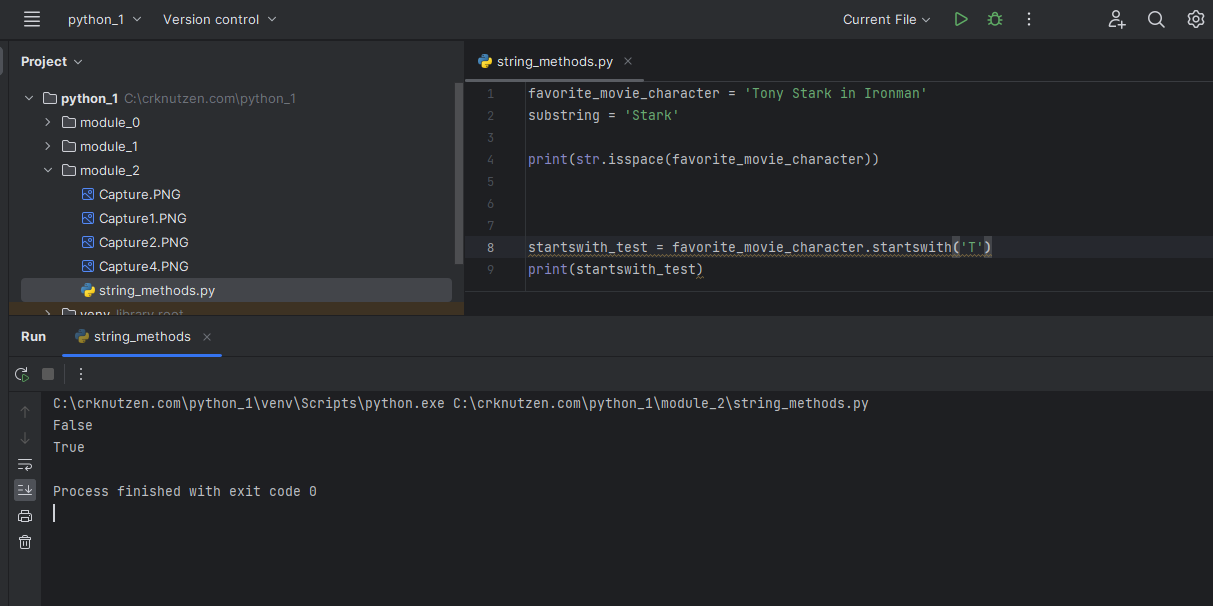 python_1 Version control Current File
Project
string_methods.py
python_1 C:\crknutzen.com\python_1
module_0
module_1
module_2
Capture.PNG
Capture1.PNG
Capture2.PNG
Capture4.PNG
string_methods.py
venv library root
1 favorite_movie_character = 'Tony Stark in Ironman'
2 substring = 'Stark'
3
4 print(str.isspace(favorite_movie_character))
5
6
7
8 startswith_test = favorite_movie_character.startswith('T')
9 print(startswith_test)
Run string_methods
C:\crknutzen.com\python_1\venv\Scripts\python.exe C:\crknutzen.com\python_1\module_2\string_methods.py
False
True
Process finished with exit code 0